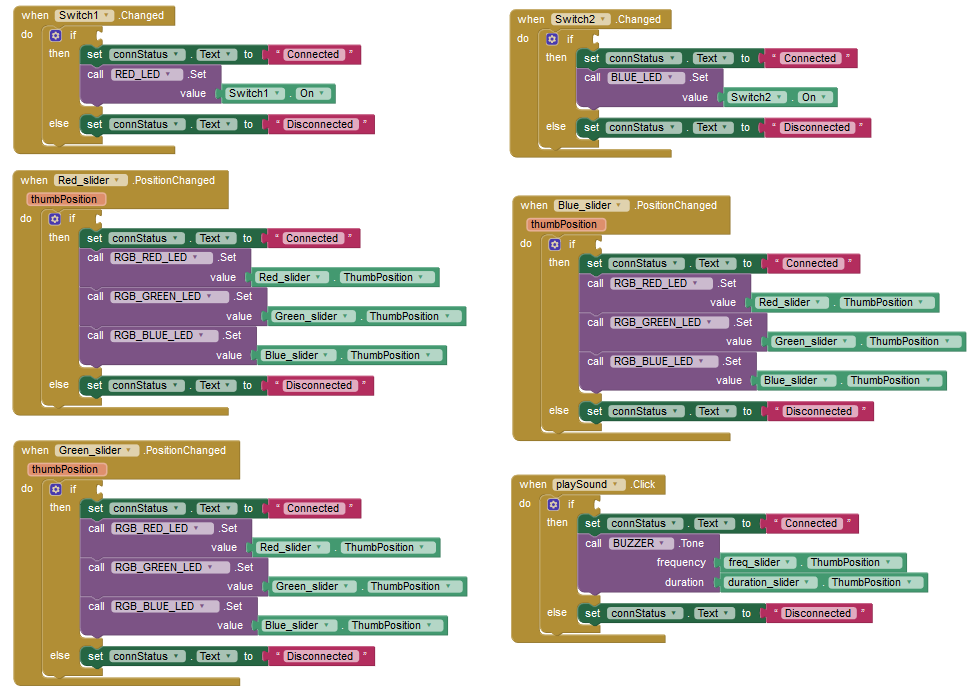 when Switch1 .Changed
do if
then set connStatus . Text to " Connected "
call RED_LED .Set
value Switch1 . On
else set connStatus . Text to " Disconnected "
when Red_slider .PositionChanged
thumbPosition
do if
then set connStatus . Text to " Connected "
call RGB_RED_LED .Set
value Red_slider . ThumbPosition
call RGB_GREEN_LED .Set
value Green_slider . ThumbPosition
call RGB_BLUE_LED .Set
value Blue_slider . ThumbPosition
else set connStatus . Text to " Disconnected "
when Green_slider .PositionChanged
thumbPosition
do if
then set connStatus . Text to " Connected "
call RGB_RED_LED .Set
value Red_slider . ThumbPosition
call RGB_GREEN_LED .Set
value Green_slider . ThumbPosition
call RGB_BLUE_LED .Set
value Blue_slider . ThumbPosition
else set connStatus . Text to " Disconnected "
when Switch2 .Changed
do if
then set connStatus . Text to " Connected "
call BLUE_LED .Set
value Switch2 . On
else set connStatus . Text to " Disconnected "
when Blue_slider .PositionChanged
thumbPosition
do if
then set connStatus . Text to " Connected "
call RGB_RED_LED .Set
value Red_slider . ThumbPosition
call RGB_GREEN_LED .Set
value Green_slider . ThumbPosition
call RGB_BLUE_LED .Set
value Blue_slider . ThumbPosition
else set connStatus . Text to " Disconnected "
when playSound .Click
do if
then set connStatus . Text to " Connected "
call BUZZER .Tone
frequency freq_slider . ThumbPosition
duration duration_slider . ThumbPosition
else set connStatus . Text to " Disconnected "